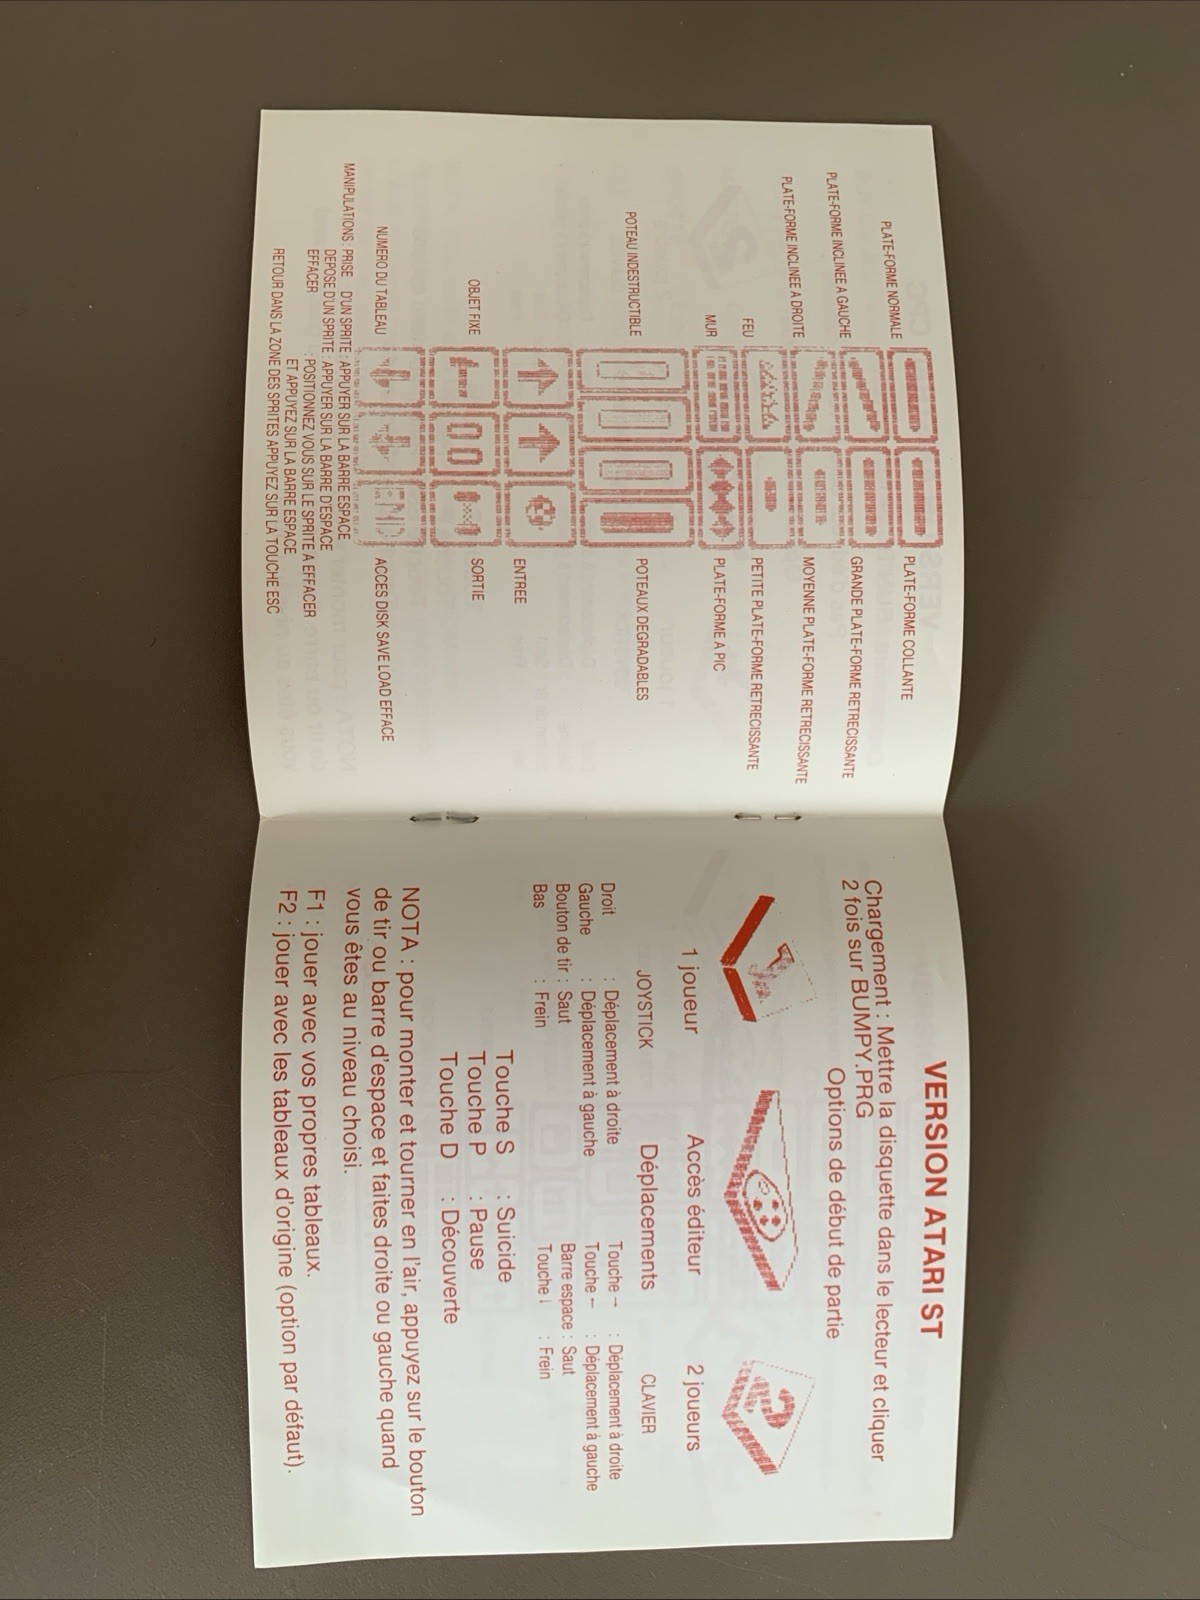 PLATE-FORME NORMALE
PLATE-FORME COLLANTE
PLATE-FORME INCLINEE A GAUCHE
GRANDE PLATE-FORME RETRECISSANTE
PLATE-FORME INCLINEE A DROITE
MOYENNE PLATE-FORME RETRECISSANTE
FEU
PETITE PLATE-FORME RETRECISSANTE
MUR
PLATE-FORME A PIC
POTEAU INDESTRUCTIBLE
POTEAUX DEGRADABLES
ENTREE
OBJET FIXE
SORTIE
NUMERO DU TABLEAU
ACCES DISK SAVE LOAD EFFACE
MANIPULATIONS : PRISE D'UN SPRITE : APPUYER SUR LA BARRE ESPACE
DEPOSE D'UN SPRITE : APPUYER SUR LA BARRE D'ESPACE
EFFACER : POSITIONNEZ VOUS SUR LE SPRITE A EFFACER
ET APPUYEZ SUR LA BARRE ESPACE
RETOUR DANS LA ZONE DES SPRITES APPUYEZ SUR LA TOUCHE ESC
VERSION ATARI ST
Chargement : Mettre la disquette dans le lecteur et cliquer
2 fois sur BUMPY.PRG
Options de début de partie
1 joueur
Accès éditeur
2 joueurs
Déplacements
JOYSTICK
CLAVIER
Droit : Déplacement à droite
Touche → : Déplacement à droite
Gauche : Déplacement à gauche
Touche ← : Déplacement à gauche
Bouton de tir : Saut
Barre espace : Saut
Bas : Frein
Touche ↓ : Frein
Touche S : Suicide
Touche P : Pause
Touche D : Découverte
NOTA : pour monter et tourner en l'air, appuyez sur le bouton
de tir ou barre d'espace et faites droite ou gauche quand
vous êtes au niveau choisi.
F1 : jouer avec vos propres tableaux.
F2 : jouer avec les tableaux d'origine (option par défaut).